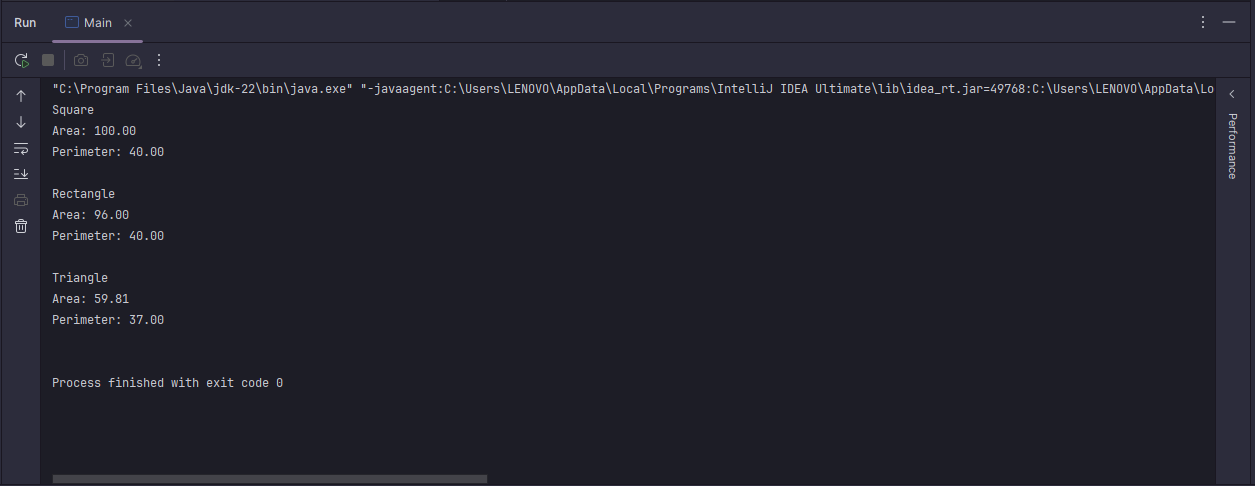 Run Main
"C:\Program Files\Java\jdk-22\bin\java.exe" "-javaagent:C:\Users\LENOVO\AppData\Local\Programs\IntelliJ IDEA Ultimate\lib\idea_rt.jar=49768:C:\Users\LENOVO\AppData\Lo
Square
Area: 100.00
Perimeter: 40.00
Rectangle
Area: 96.00
Perimeter: 40.00
Triangle
Area: 59.81
Perimeter: 37.00
Process finished with exit code 0
Performance